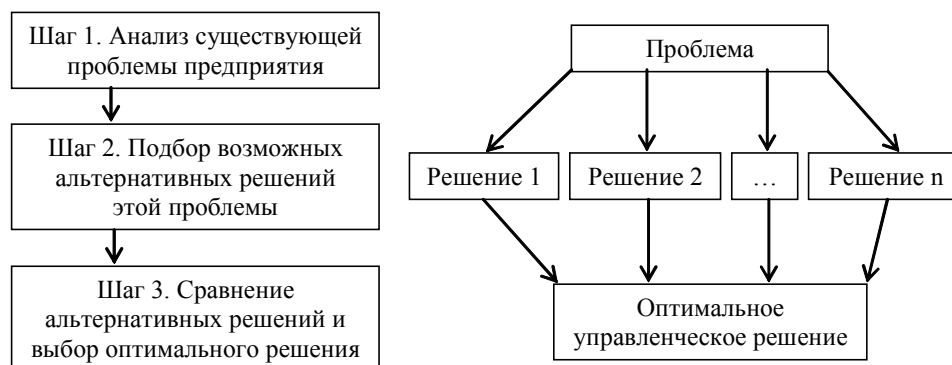 Шаг 1. Анализ существующей
проблемы предприятия
Шаг 2. Подбор возможных
альтернативных решений
этой проблемы
Шаг 3. Сравнение
альтернативных решений и
выбор оптимального решения
Проблема
Решение 1
Решение 2
…
Решение n
Оптимальное
управленческое решение